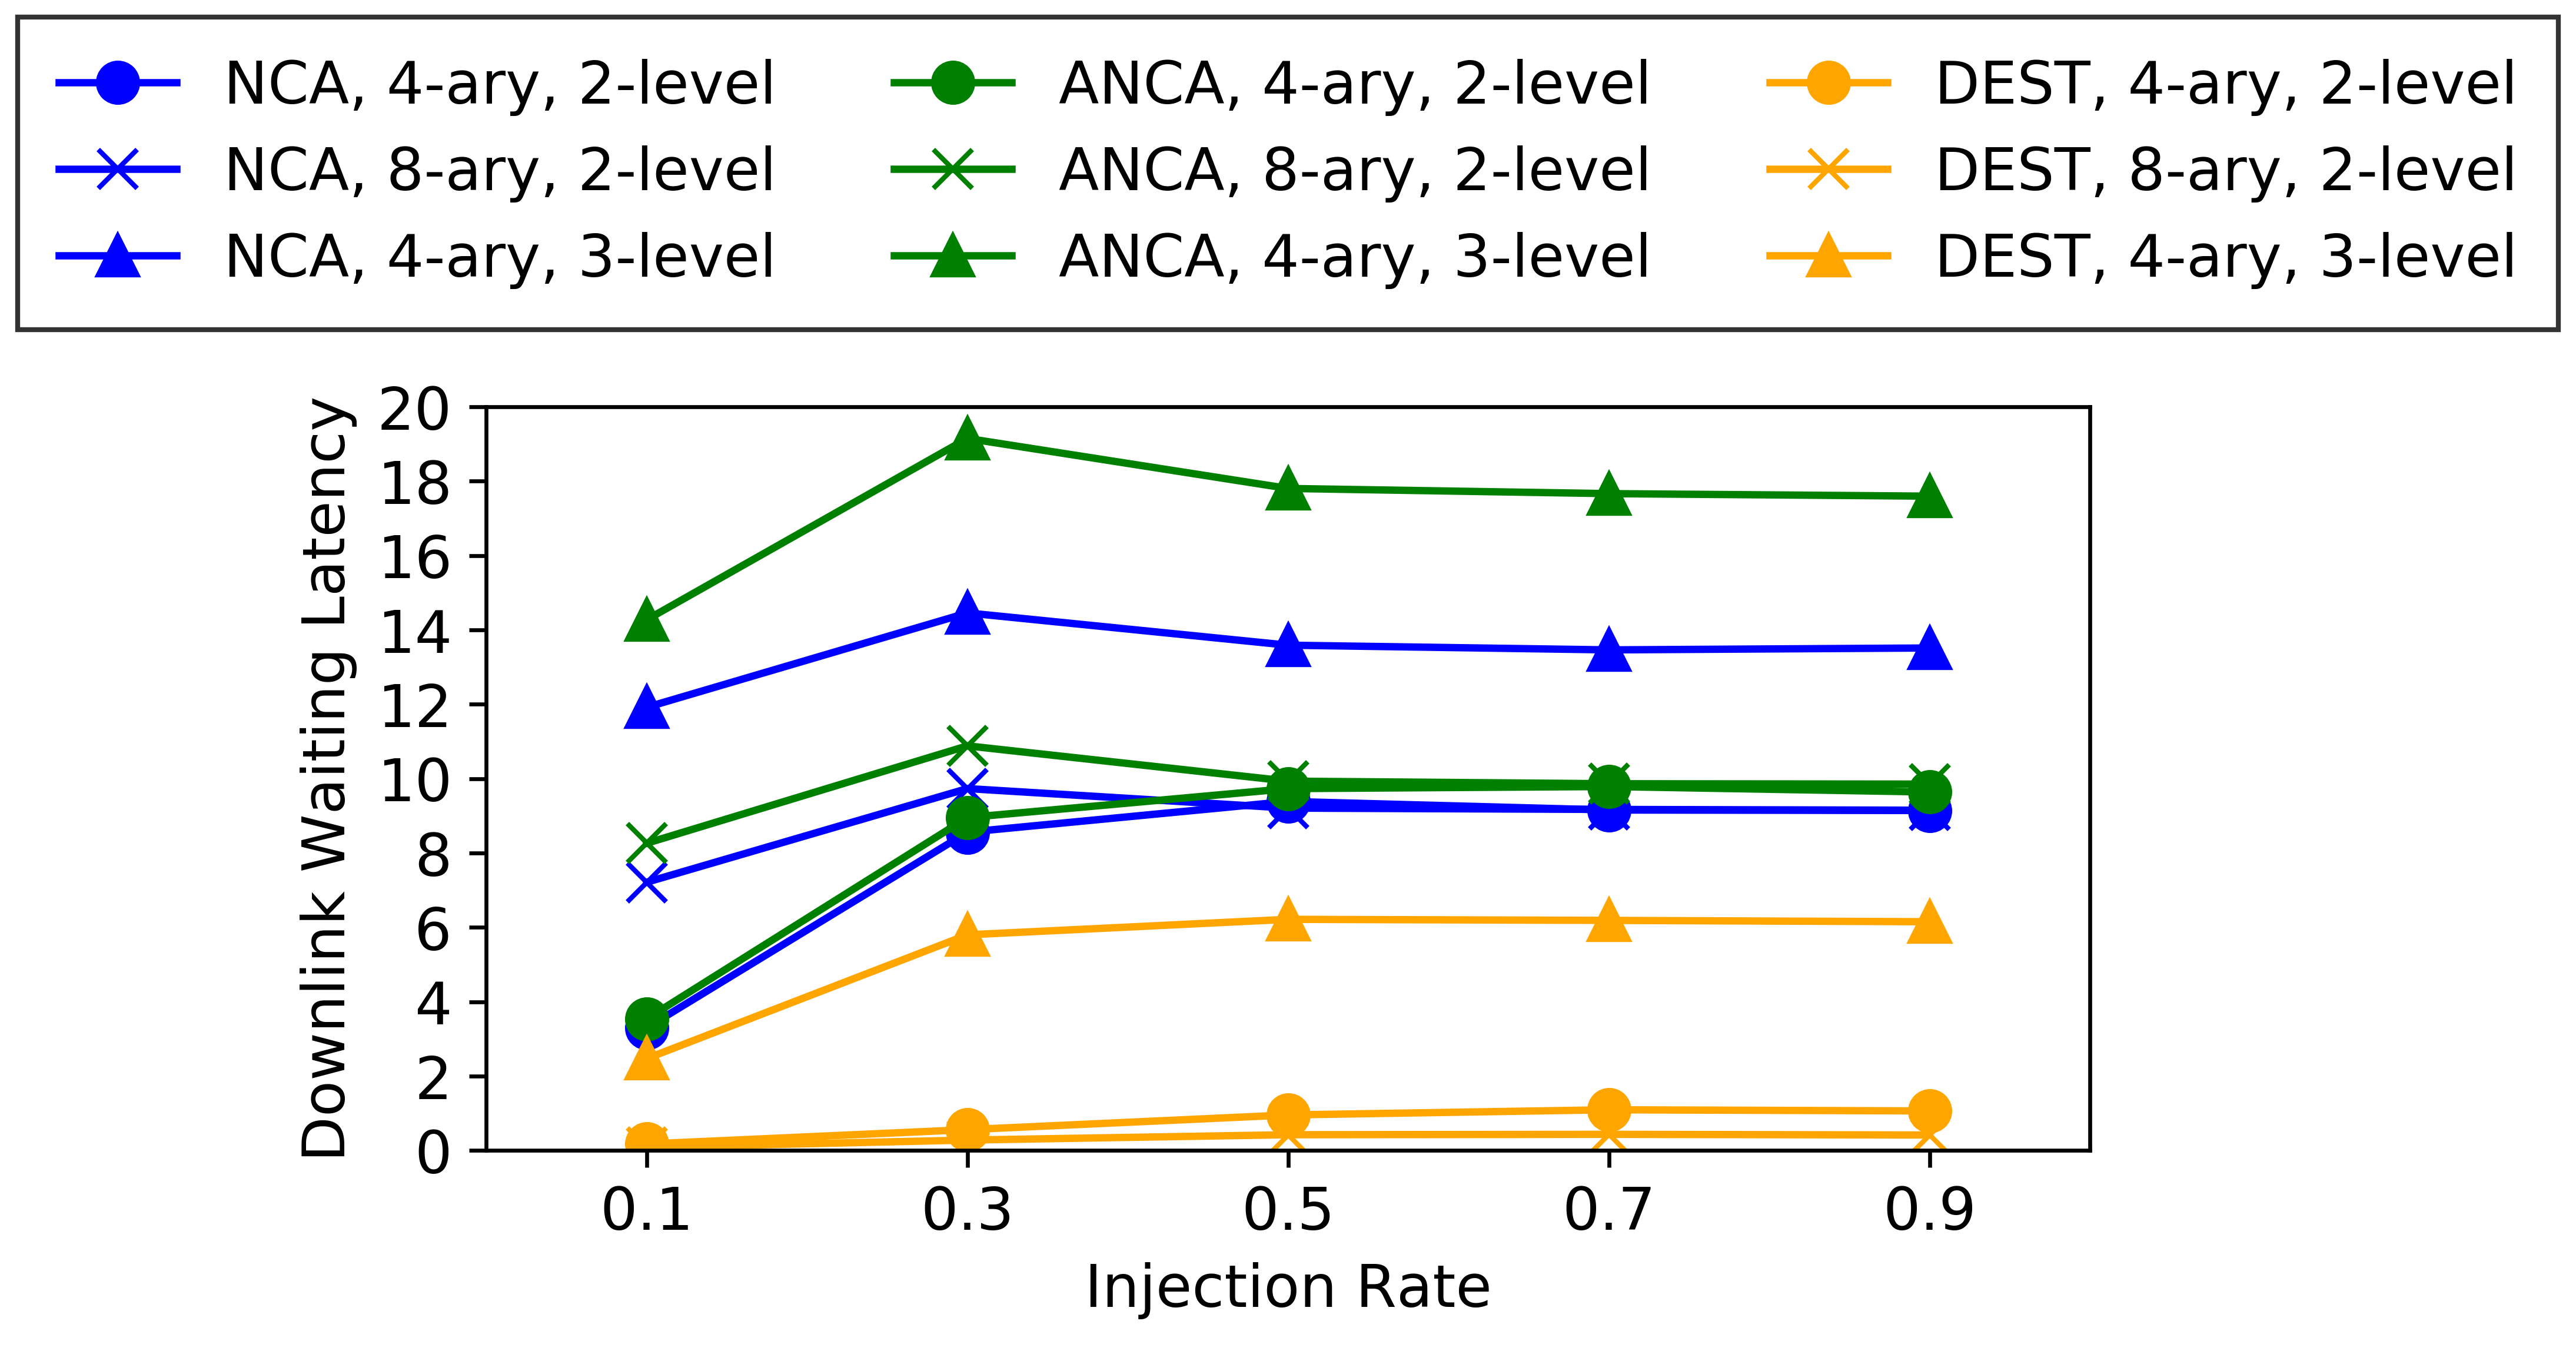 NCA, 4-ary, 2-level
NCA, 8-ary, 2-level
NCA, 4-ary, 3-level
ANCA, 4-ary, 2-level
ANCA, 8-ary, 2-level
ANCA, 4-ary, 3-level
DEST, 4-ary, 2-level
DEST, 8-ary, 2-level
DEST, 4-ary, 3-level
Downlink Waiting Latency
20
18
16
14
12
10
8
6
4
2
0
0.1 0.3 0.5 0.7 0.9
Injection Rate